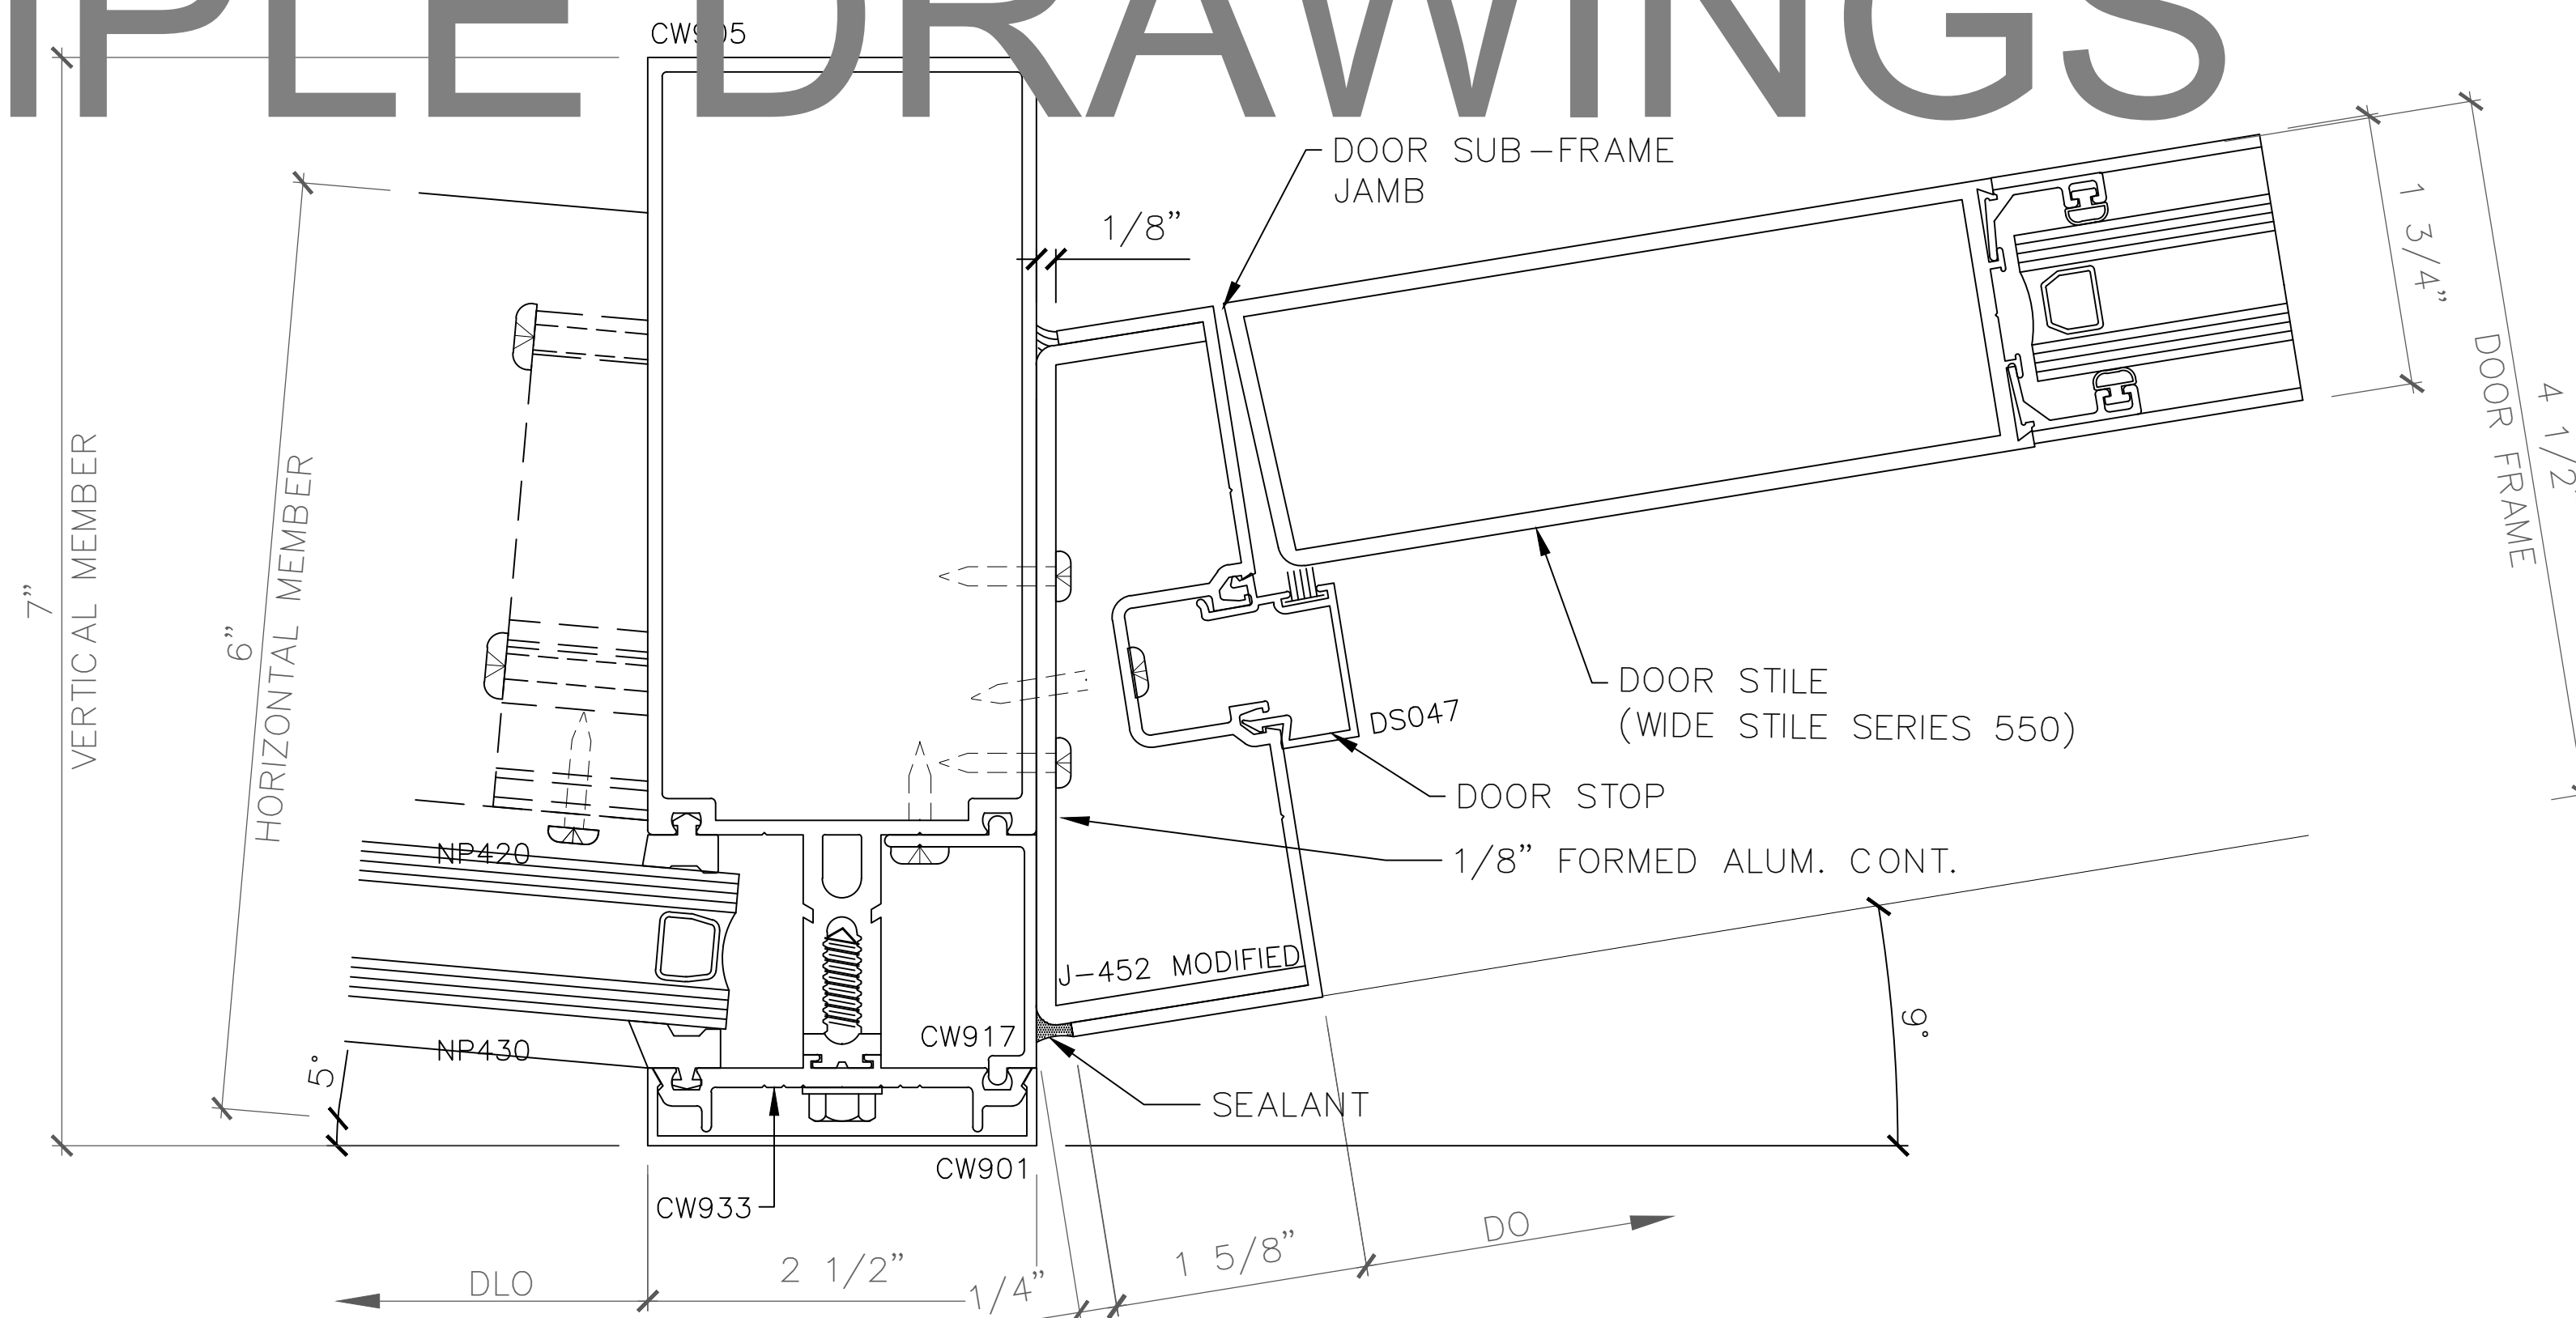 IPLE DRAWINGS
CW905
DOOR SUB-FRAME
JAMB
1/8"
1 3/4"
4 1/2"
DOOR FRAME
7"
VERTICAL MEMBER
6"
HORIZONTAL MEMBER
DOOR STILE
(WIDE STILE SERIES 550)
DS047
DOOR STOP
1/8" FORMED ALUM. CONT.
NP420
J-452 MODIFIED
CW917
NP430
5°
9°
SEALANT
CW901
CW933
DLO
2 1/2"
1/4"
1 5/8"
DO